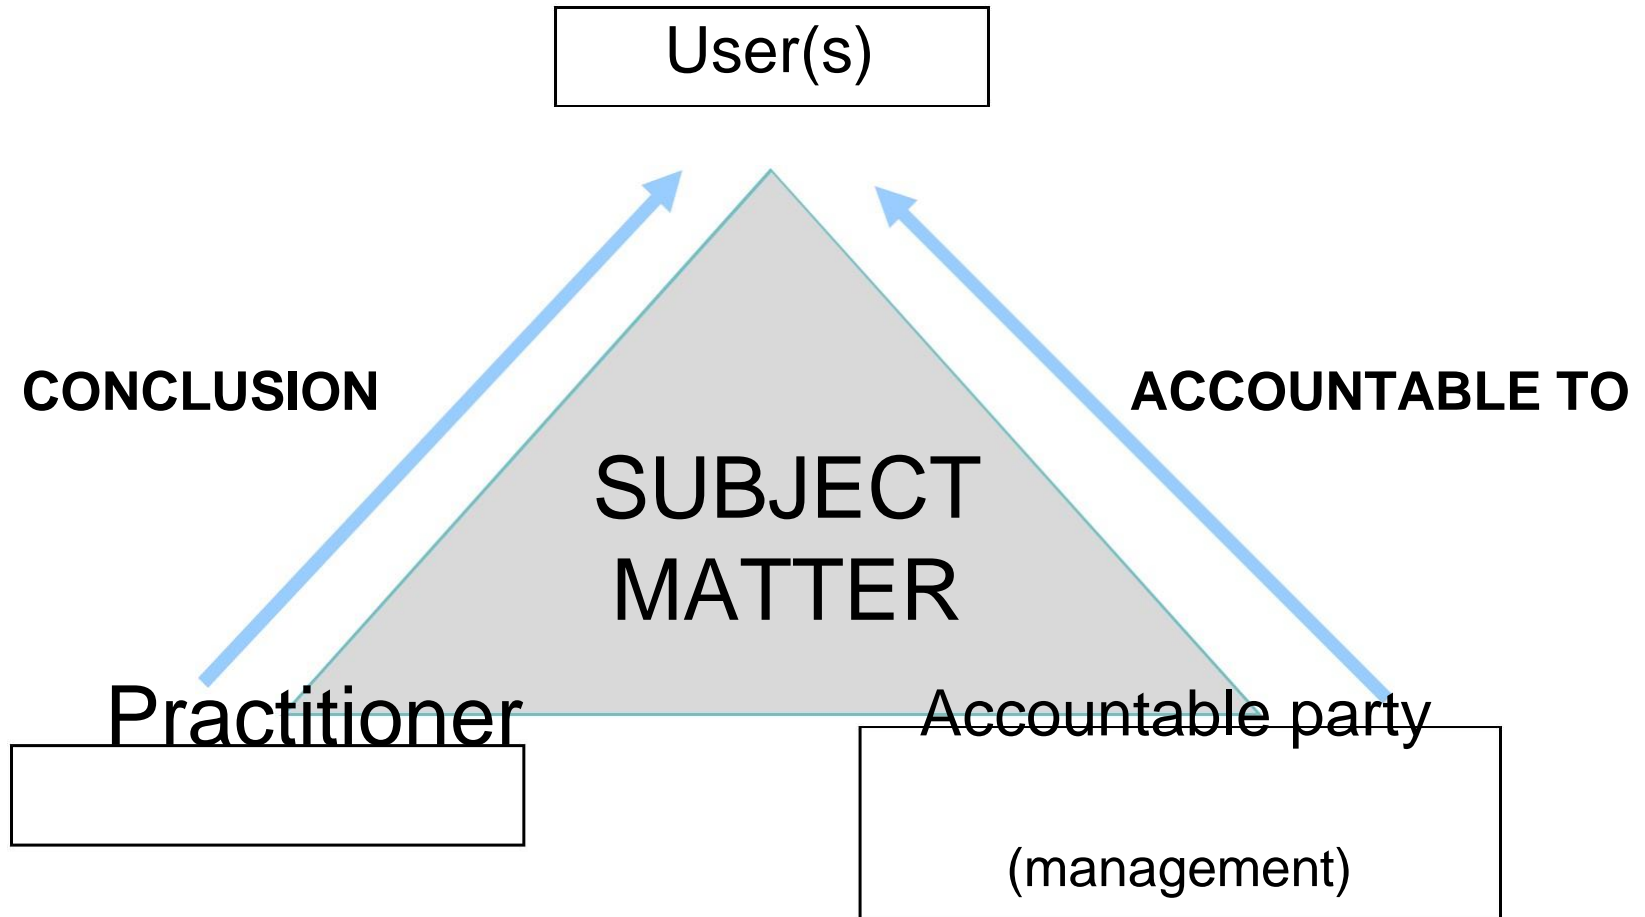 User(s)
CONCLUSION
ACCOUNTABLE TO
SUBJECT
MATTER
Practitioner
Accountable party
(management)